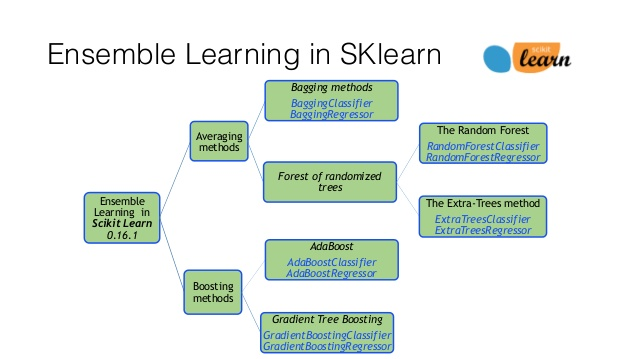 Ensemble Learning in SKlearn
scikit
learn
Bagging methods
BaggingClassifier
BaggingRegressor
Averaging
methods
The Random Forest
RandomForestClassifier
RandomForestRegressor
Forest of randomized
trees
Ensemble
Learning in
Scikit Learn
0.16.1
The Extra-Trees method
ExtraTreesClassifier
ExtraTreesRegressor
AdaBoost
AdaBoostClassifier
AdaBoostRegressor
Boosting
methods
Gradient Tree Boosting
GradientBoostingClassifier
GradientBoostingRegressor